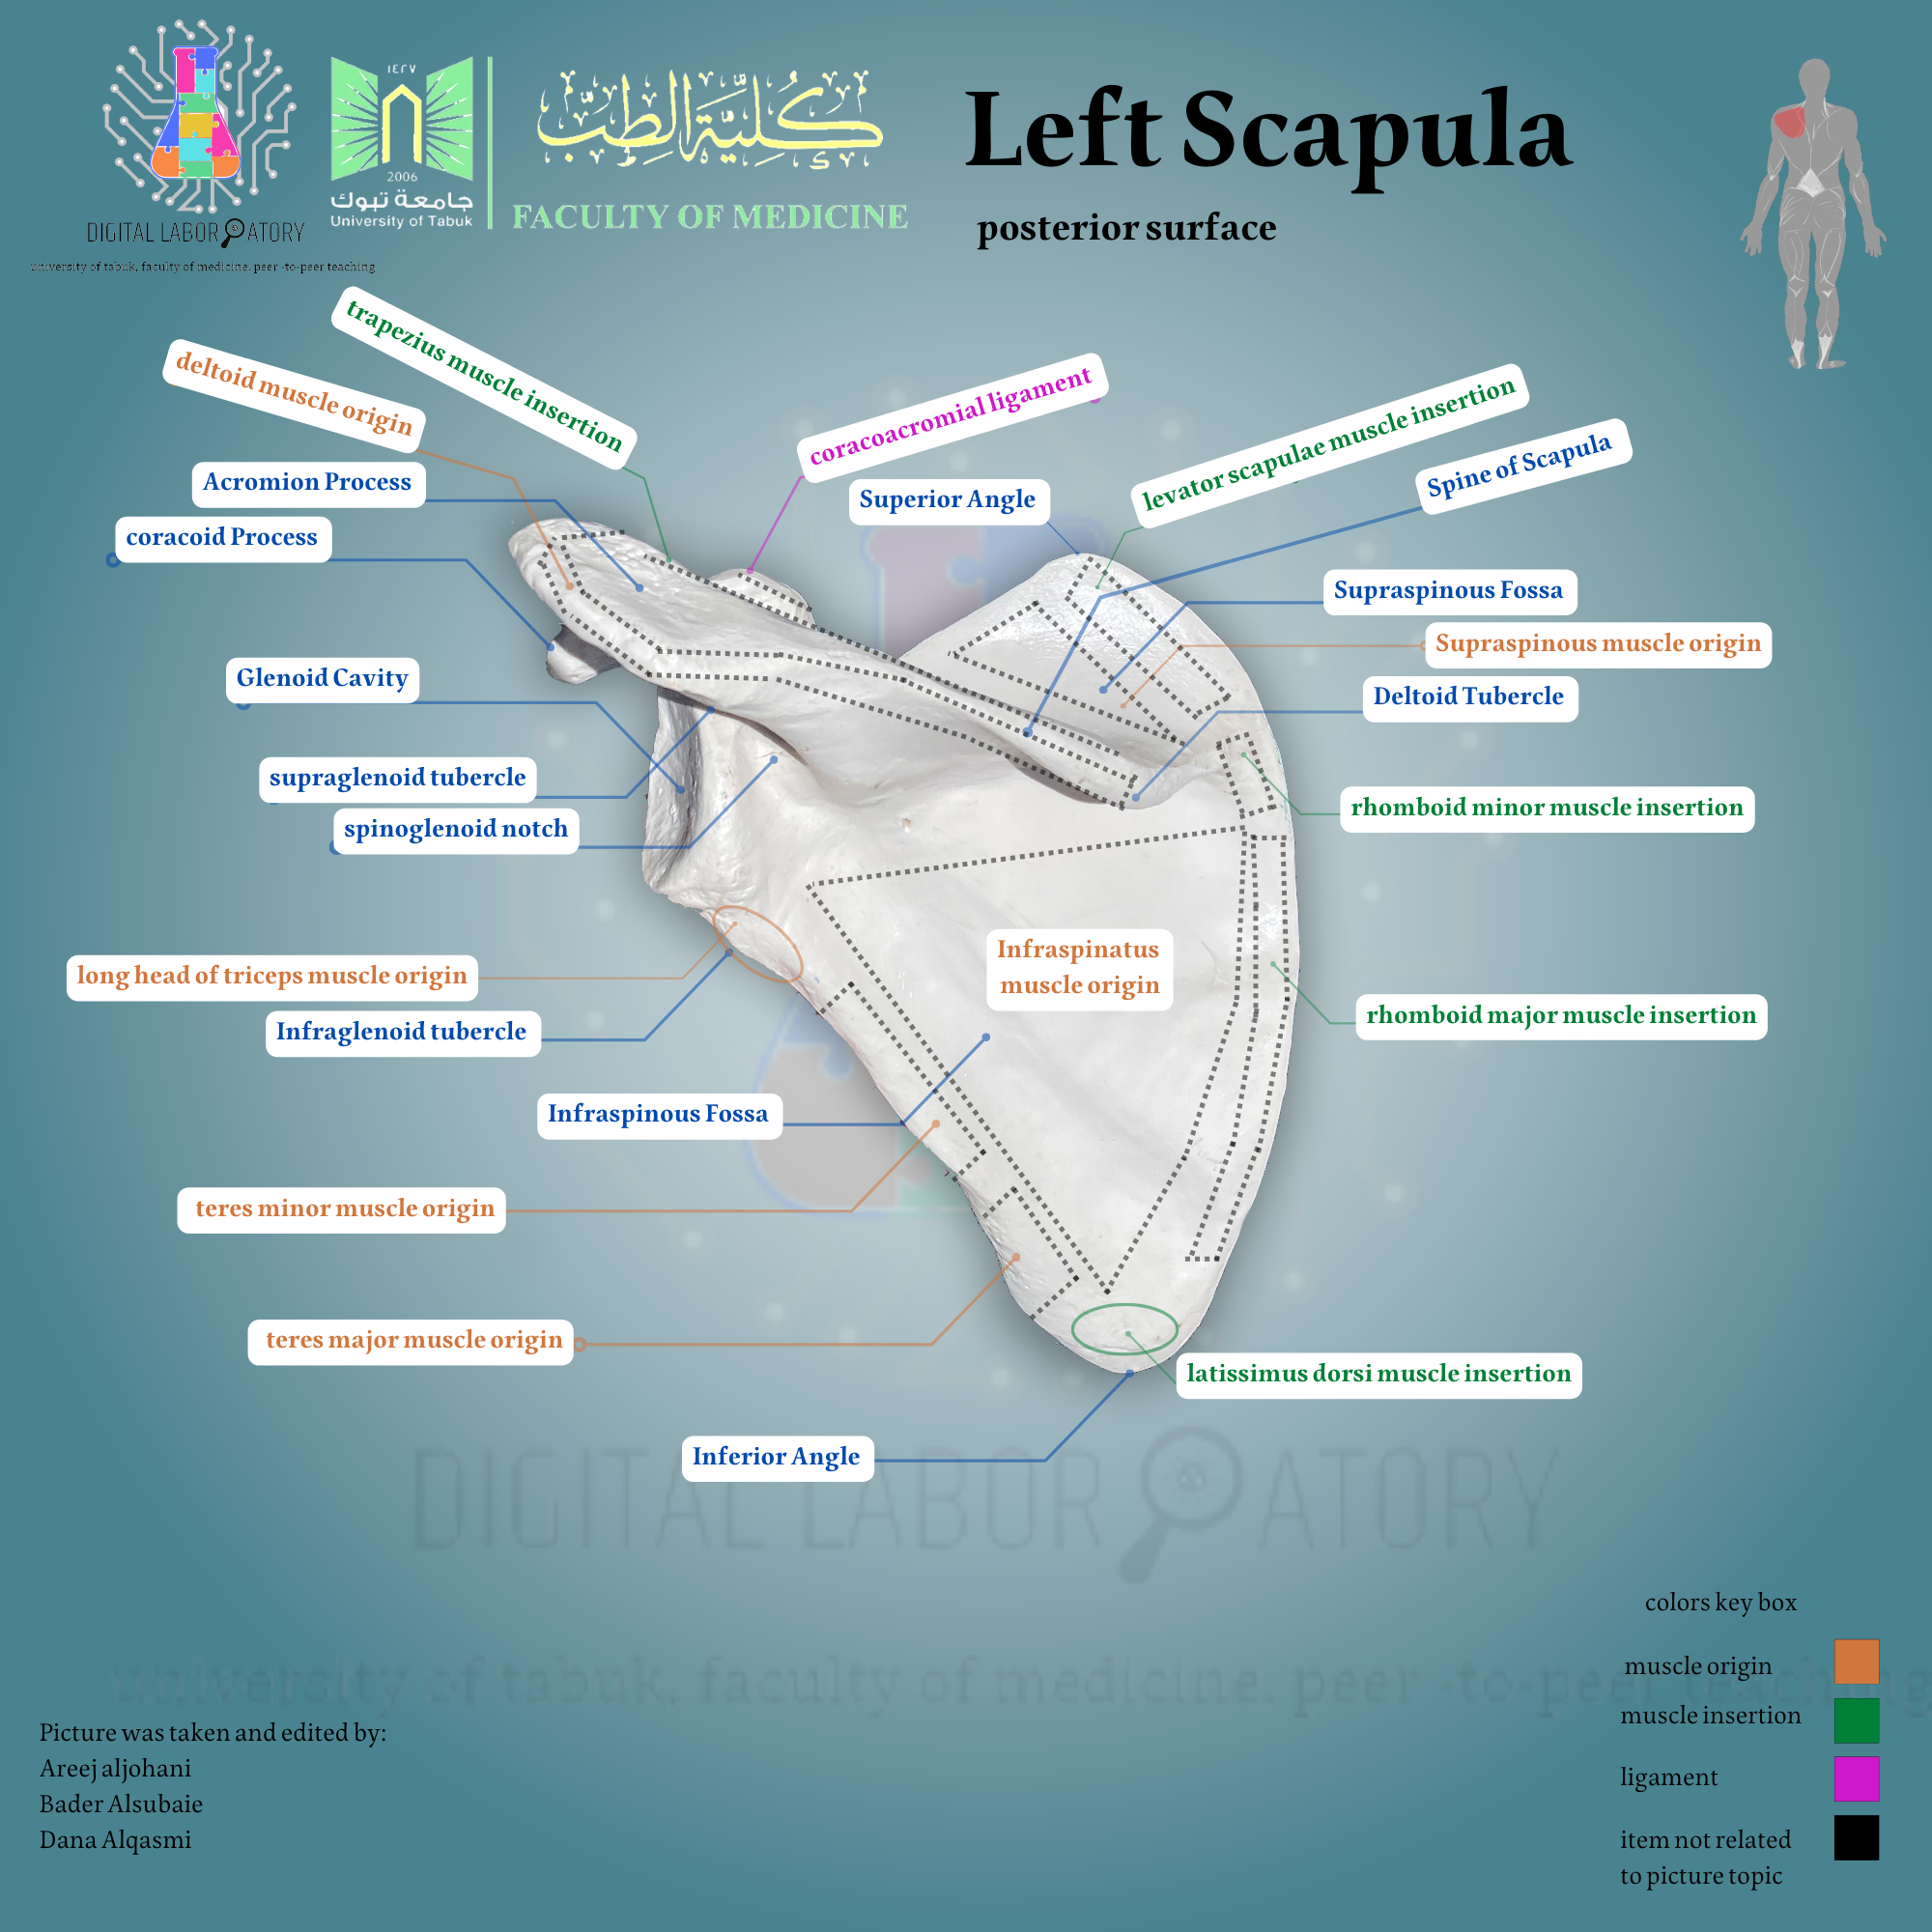 ١٤٢٧
2006
جامعة تبوك
University of Tabuk
كلية الطب
FACULTY OF MEDICINE
DIGITAL LABORATORY
university of tabuk, faculty of medicine. peer -to-peer teaching
Left Scapula
posterior surface
trapezius muscle insertion
deltoid muscle origin
coracoacromial ligament
levator scapulae muscle insertion
Spine of Scapula
Acromion Process
Superior Angle
coracoid Process
Supraspinous Fossa
Supraspinous muscle origin
Glenoid Cavity
Deltoid Tubercle
supraglenoid tubercle
rhomboid minor muscle insertion
spinoglenoid notch
Infraspinatus
muscle origin
long head of triceps muscle origin
rhomboid major muscle insertion
Infraglenoid tubercle
Infraspinous Fossa
teres minor muscle origin
teres major muscle origin
latissimus dorsi muscle insertion
Inferior Angle
DIGITAL LABORATORY
university of tabuk, faculty of medicine. peer -to-peer teaching
colors key box
muscle origin
muscle insertion
ligament
item not related
to picture topic
Picture was taken and edited by:
Areej aljohani
Bader Alsubaie
Dana Alqasmi